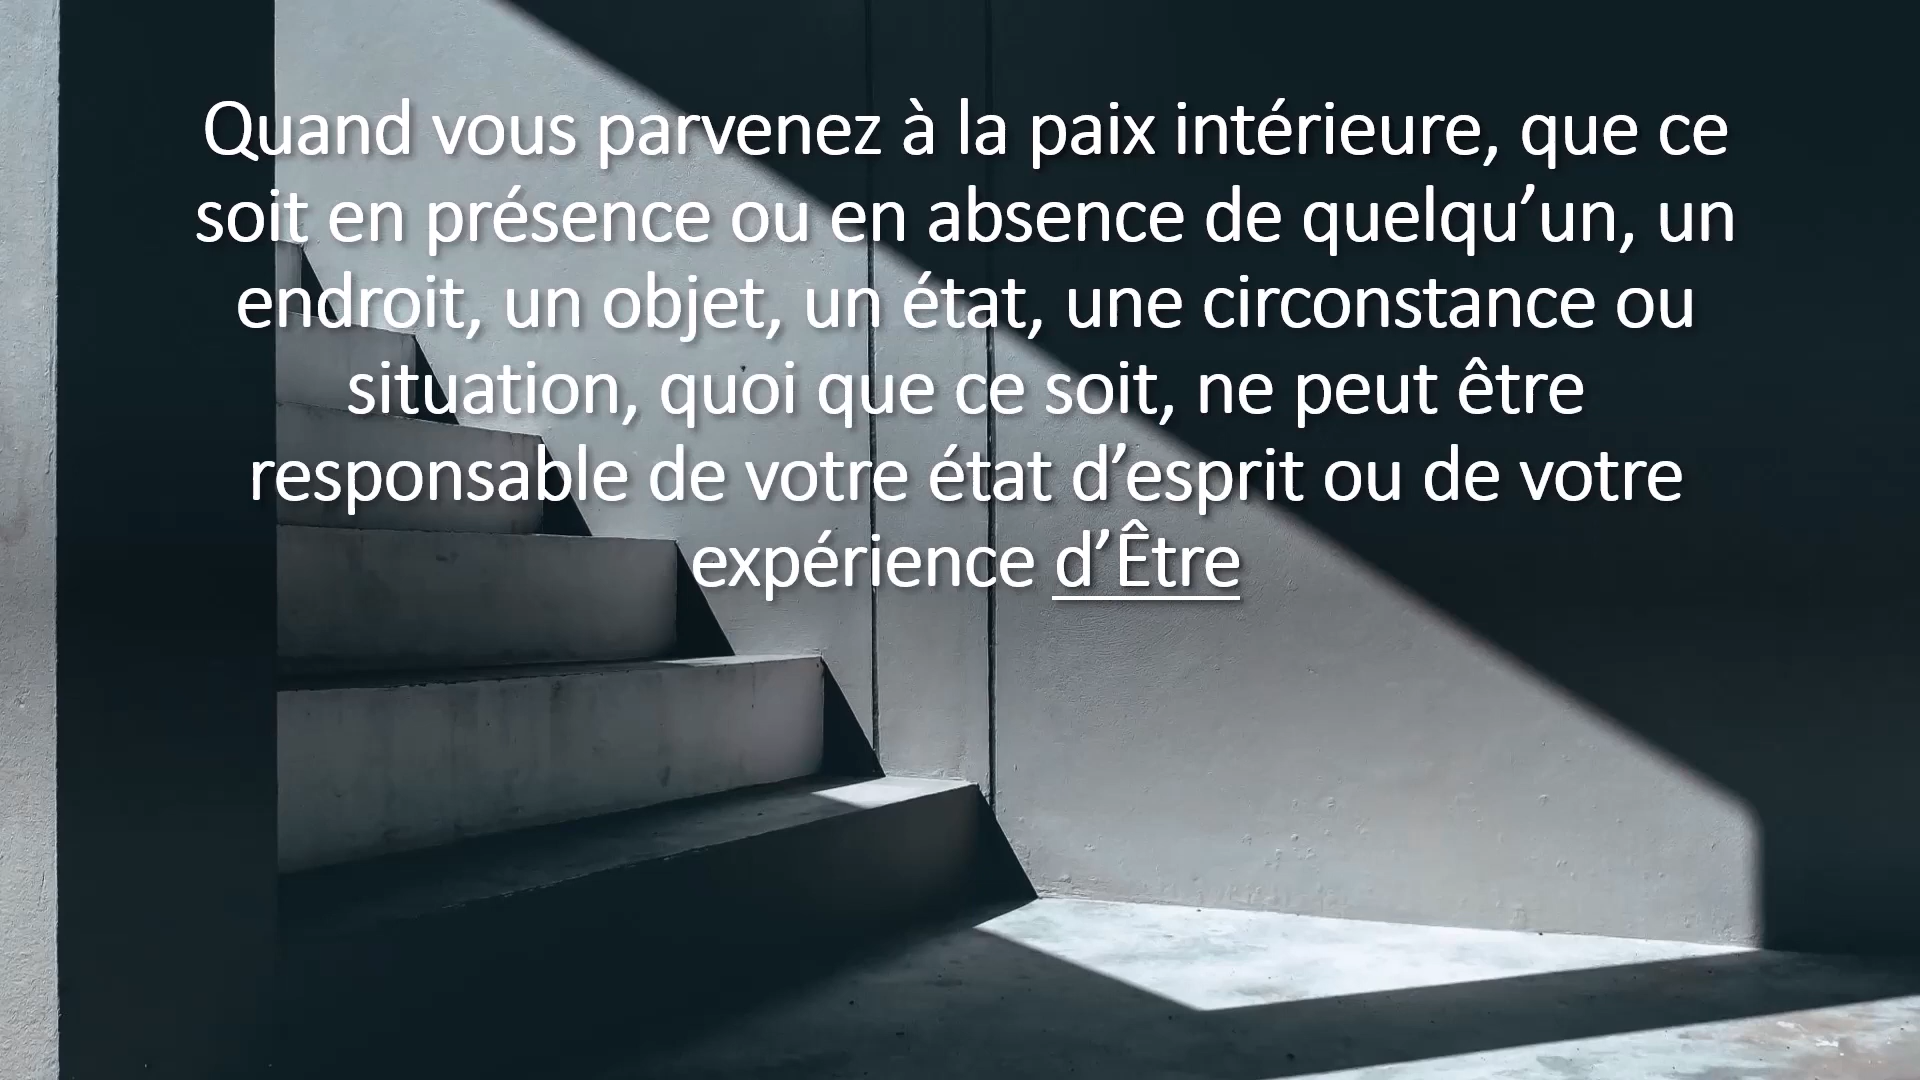 Quand vous parvenez à la paix intérieure, que ce
soit en présence ou en absence de quelqu’un, un
endroit, un objet, un état, une circonstance ou
situation, quoi que ce soit, ne peut être
responsable de votre état d’esprit ou de votre
expérience d’Être